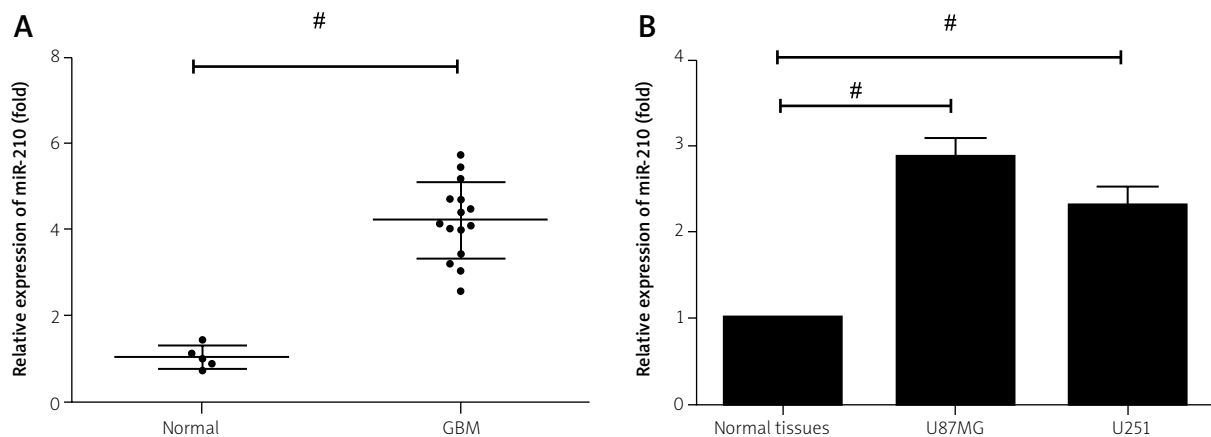 A
#
Relative expression of miR-210 (fold)
8
6
4
2
0
Normal
GBM
B
#
#
Relative expression of miR-210 (fold)
4
3
2
1
0
Normal tissues
U87MG
U251